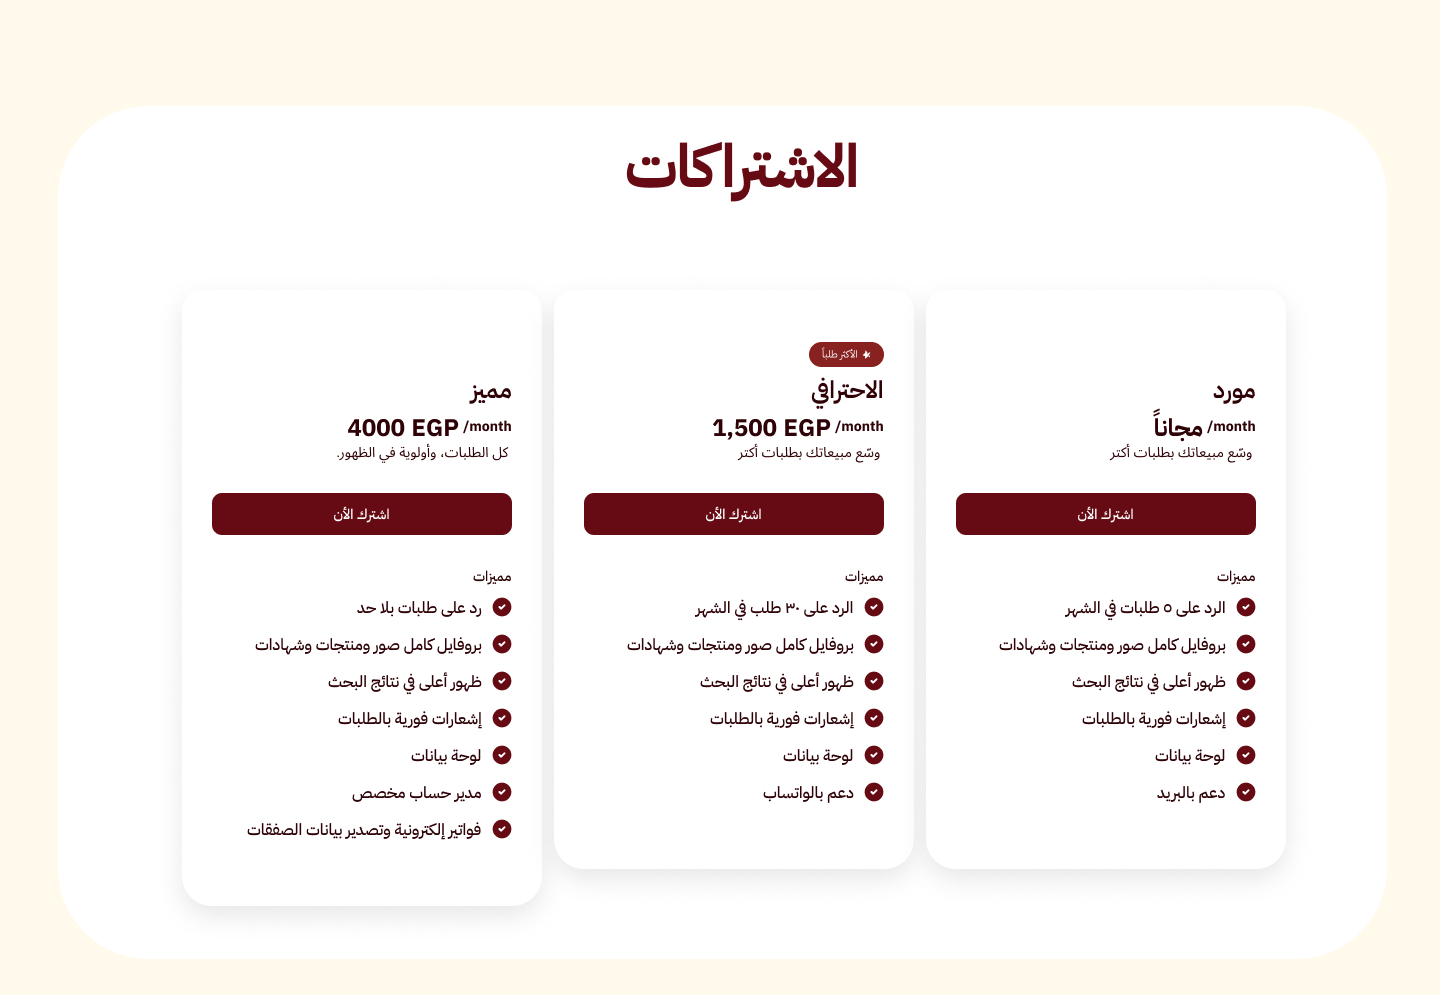 الاشتراكات
مورد
مجاناً /month
وسّع مبيعاتك بطلبات أكتر
اشترك الأن
مميزات
الرد على ٥ طلبات في الشهر
بروفايل كامل صور ومنتجات وشهادات
ظهور أعلى في نتائج البحث
إشعارات فورية بالطلبات
لوحة بيانات
دعم بالبريد
الأكثر طلباً
الاحترافي
1,500 EGP /month
وسّع مبيعاتك بطلبات أكتر
اشترك الأن
مميزات
الرد على ٣٠ طلب في الشهر
بروفايل كامل صور ومنتجات وشهادات
ظهور أعلى في نتائج البحث
إشعارات فورية بالطلبات
لوحة بيانات
دعم بالواتساب
مميز
4000 EGP /month
كل الطلبات، وأولوية في الظهور.
اشترك الأن
مميزات
رد على طلبات بلا حد
بروفايل كامل صور ومنتجات وشهادات
ظهور أعلى في نتائج البحث
إشعارات فورية بالطلبات
لوحة بيانات
مدير حساب مخصص
فواتير إلكترونية وتصدير بيانات الصفقات